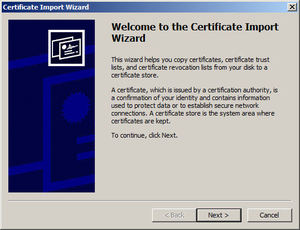 Certificate Import Wizard
Welcome to the Certificate Import
Wizard
This wizard helps you copy certificates, certificate trust
lists, and certificate revocation lists from your disk to a
certificate store.
A certificate, which is issued by a certification authority, is
a confirmation of your identity and contains information
used to protect data or to establish secure network
connections. A certificate store is the system area where
certificates are kept.
To continue, click Next.
< Back
Next >
Cancel